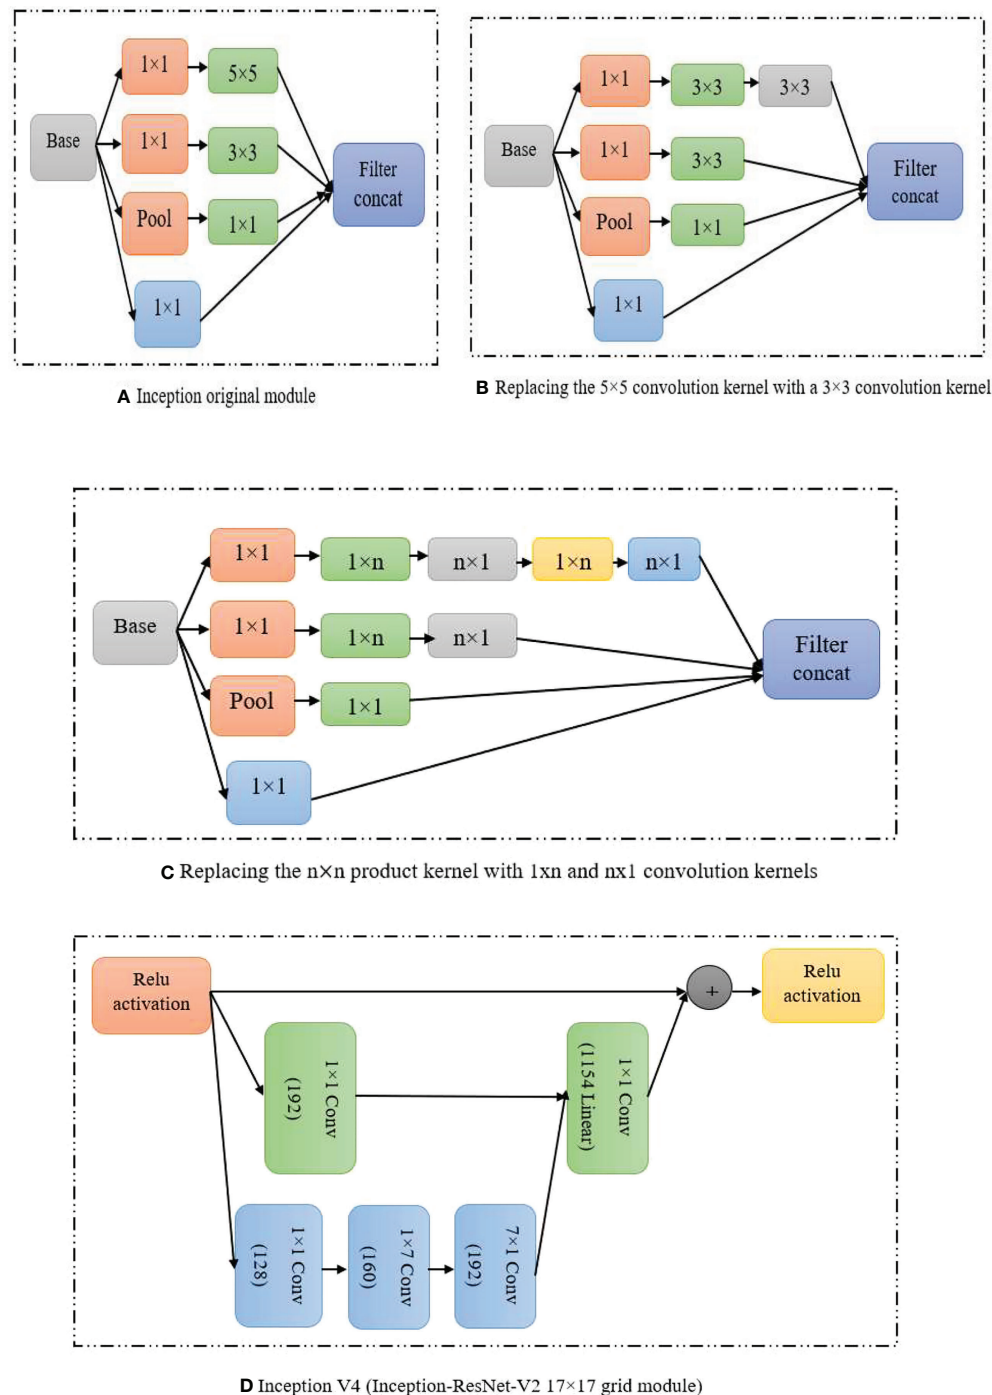 1×1
5×5
Base
1×1
3×3
Filter
concat
Pool
1×1
1×1
A Inception original module
1×1
3×3
3×3
Base
1×1
3×3
Filter
concat
Pool
1×1
1×1
B Replacing the 5×5 convolution kernel with a 3×3 convolution kernel
1×1
1×n
n×1
1×n
n×1
Base
1×1
1×n
n×1
Filter
concat
Pool
1×1
1×1
C Replacing the n×n product kernel with 1xn and nx1 convolution kernels
Relu
activation
+
Relu
activation
1×1 Conv
(192)
1×1 Conv
(1154 Linear)
1×1 Conv
(128)
1×7 Conv
(160)
7×1 Conv
(192)
D Inception V4 (Inception-ResNet-V2 17×17 grid module)